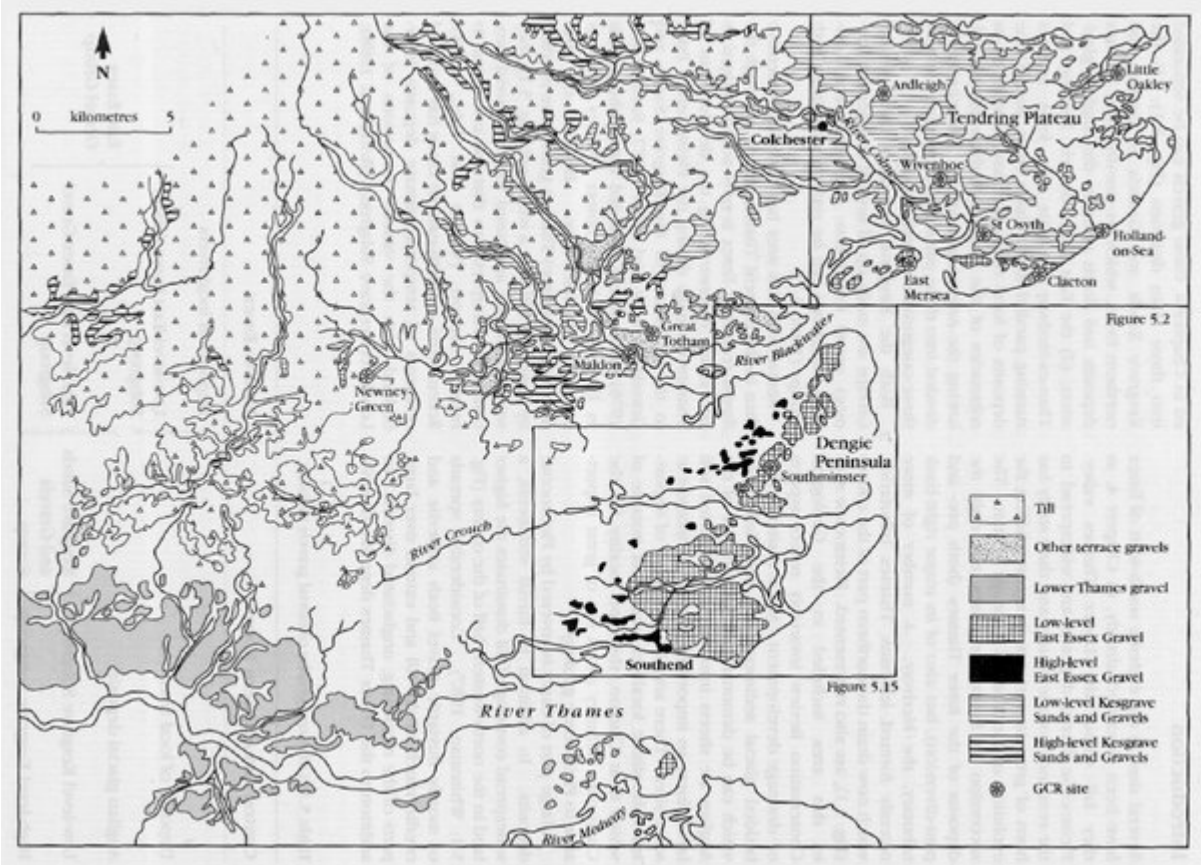 N
0 kilometres 5
Ardleigh
Little
Oakley
Tendring Plateau
Colchester
River Colne
Wivenhoe
St Osyth
Holland-
on-Sea
East
Mersea
Clacton
Figure 5.2
Great
Totham
River Blackwater
Maldon
Newney
Green
Dengie
Peninsula
Southminster
River Crouch
Southend
Figure 5.15
River Thames
River Medway
Till
Other terrace gravels
Lower Thames gravel
Low-level
East Essex Gravel
High-level
East Essex Gravel
Low-level Kesgrave
Sands and Gravels
High-level Kesgrave
Sands and Gravels
GCR site